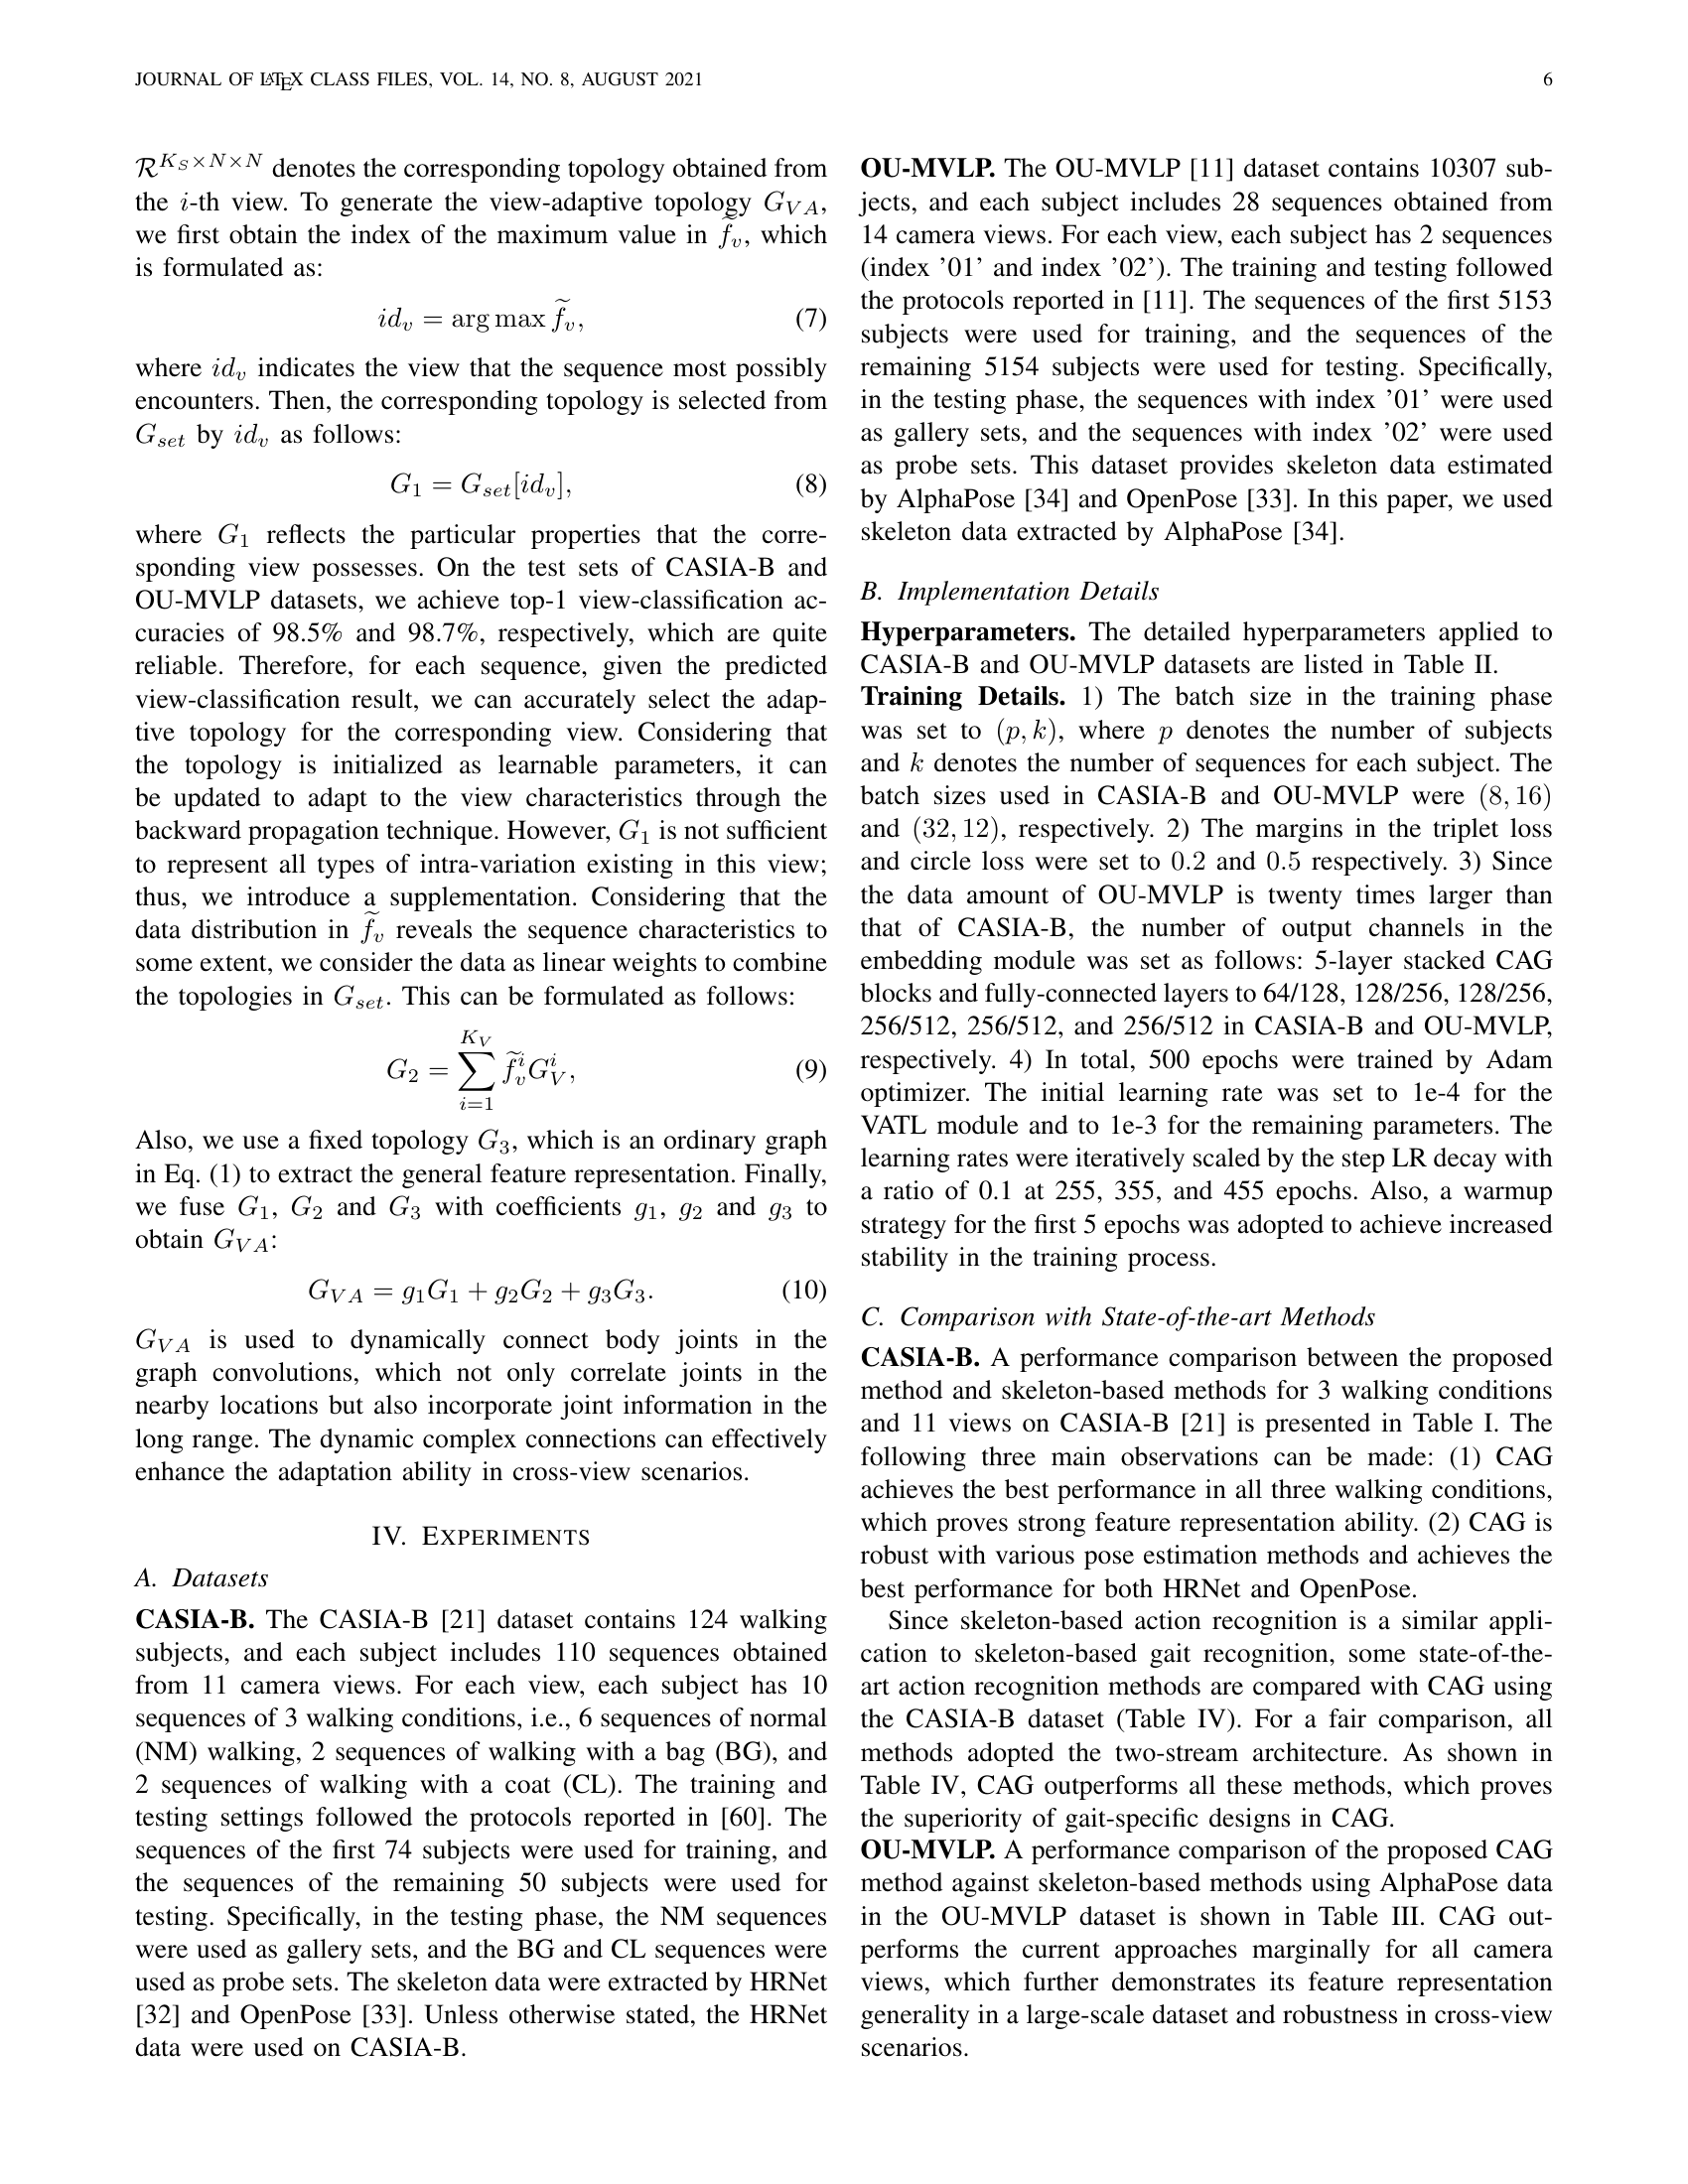 JOURNAL OF LATEX CLASS FILES, VOL. 14, NO. 8, AUGUST 2021 6
R^{K_S×N×N} denotes the corresponding topology obtained from
the i-th view. To generate the view-adaptive topology G_{VA},
we first obtain the index of the maximum value in f̃_v, which
is formulated as:
id_v = arg max f̃_v, (7)
where id_v indicates the view that the sequence most possibly
encounters. Then, the corresponding topology is selected from
G_{set} by id_v as follows:
G_1 = G_{set}[id_v], (8)
where G_1 reflects the particular properties that the corre-
sponding view possesses. On the test sets of CASIA-B and
OU-MVLP datasets, we achieve top-1 view-classification ac-
curacies of 98.5% and 98.7%, respectively, which are quite
reliable. Therefore, for each sequence, given the predicted
view-classification result, we can accurately select the adap-
tive topology for the corresponding view. Considering that
the topology is initialized as learnable parameters, it can
be updated to adapt to the view characteristics through the
backward propagation technique. However, G_1 is not sufficient
to represent all types of intra-variation existing in this view;
thus, we introduce a supplementation. Considering that the
data distribution in f̃_v reveals the sequence characteristics to
some extent, we consider the data as linear weights to combine
the topologies in G_{set}. This can be formulated as follows:
G_2 = ∑_{i=1}^{K_V} f̃_v^i G_V^i, (9)
Also, we use a fixed topology G_3, which is an ordinary graph
in Eq. (1) to extract the general feature representation. Finally,
we fuse G_1, G_2 and G_3 with coefficients g_1, g_2 and g_3 to
obtain G_{VA}:
G_{VA} = g_1G_1 + g_2G_2 + g_3G_3. (10)
G_{VA} is used to dynamically connect body joints in the
graph convolutions, which not only correlate joints in the
nearby locations but also incorporate joint information in the
long range. The dynamic complex connections can effectively
enhance the adaptation ability in cross-view scenarios.
IV. EXPERIMENTS
A. Datasets
CASIA-B. The CASIA-B [21] dataset contains 124 walking
subjects, and each subject includes 110 sequences obtained
from 11 camera views. For each view, each subject has 10
sequences of 3 walking conditions, i.e., 6 sequences of normal
(NM) walking, 2 sequences of walking with a bag (BG), and
2 sequences of walking with a coat (CL). The training and
testing settings followed the protocols reported in [60]. The
sequences of the first 74 subjects were used for training, and
the sequences of the remaining 50 subjects were used for
testing. Specifically, in the testing phase, the NM sequences
were used as gallery sets, and the BG and CL sequences were
used as probe sets. The skeleton data were extracted by HRNet
[32] and OpenPose [33]. Unless otherwise stated, the HRNet
data were used on CASIA-B.
OU-MVLP. The OU-MVLP [11] dataset contains 10307 sub-
jects, and each subject includes 28 sequences obtained from
14 camera views. For each view, each subject has 2 sequences
(index ’01’ and index ’02’). The training and testing followed
the protocols reported in [11]. The sequences of the first 5153
subjects were used for training, and the sequences of the
remaining 5154 subjects were used for testing. Specifically,
in the testing phase, the sequences with index ’01’ were used
as gallery sets, and the sequences with index ’02’ were used
as probe sets. This dataset provides skeleton data estimated
by AlphaPose [34] and OpenPose [33]. In this paper, we used
skeleton data extracted by AlphaPose [34].
B. Implementation Details
Hyperparameters. The detailed hyperparameters applied to
CASIA-B and OU-MVLP datasets are listed in Table II.
Training Details. 1) The batch size in the training phase
was set to (p, k), where p denotes the number of subjects
and k denotes the number of sequences for each subject. The
batch sizes used in CASIA-B and OU-MVLP were (8, 16)
and (32, 12), respectively. 2) The margins in the triplet loss
and circle loss were set to 0.2 and 0.5 respectively. 3) Since
the data amount of OU-MVLP is twenty times larger than
that of CASIA-B, the number of output channels in the
embedding module was set as follows: 5-layer stacked CAG
blocks and fully-connected layers to 64/128, 128/256, 128/256,
256/512, 256/512, and 256/512 in CASIA-B and OU-MVLP,
respectively. 4) In total, 500 epochs were trained by Adam
optimizer. The initial learning rate was set to 1e-4 for the
VATL module and to 1e-3 for the remaining parameters. The
learning rates were iteratively scaled by the step LR decay with
a ratio of 0.1 at 255, 355, and 455 epochs. Also, a warmup
strategy for the first 5 epochs was adopted to achieve increased
stability in the training process.
C. Comparison with State-of-the-art Methods
CASIA-B. A performance comparison between the proposed
method and skeleton-based methods for 3 walking conditions
and 11 views on CASIA-B [21] is presented in Table I. The
following three main observations can be made: (1) CAG
achieves the best performance in all three walking conditions,
which proves strong feature representation ability. (2) CAG is
robust with various pose estimation methods and achieves the
best performance for both HRNet and OpenPose.
Since skeleton-based action recognition is a similar appli-
cation to skeleton-based gait recognition, some state-of-the-
art action recognition methods are compared with CAG using
the CASIA-B dataset (Table IV). For a fair comparison, all
methods adopted the two-stream architecture. As shown in
Table IV, CAG outperforms all these methods, which proves
the superiority of gait-specific designs in CAG.
OU-MVLP. A performance comparison of the proposed CAG
method against skeleton-based methods using AlphaPose data
in the OU-MVLP dataset is shown in Table III. CAG out-
performs the current approaches marginally for all camera
views, which further demonstrates its feature representation
generality in a large-scale dataset and robustness in cross-view
scenarios.